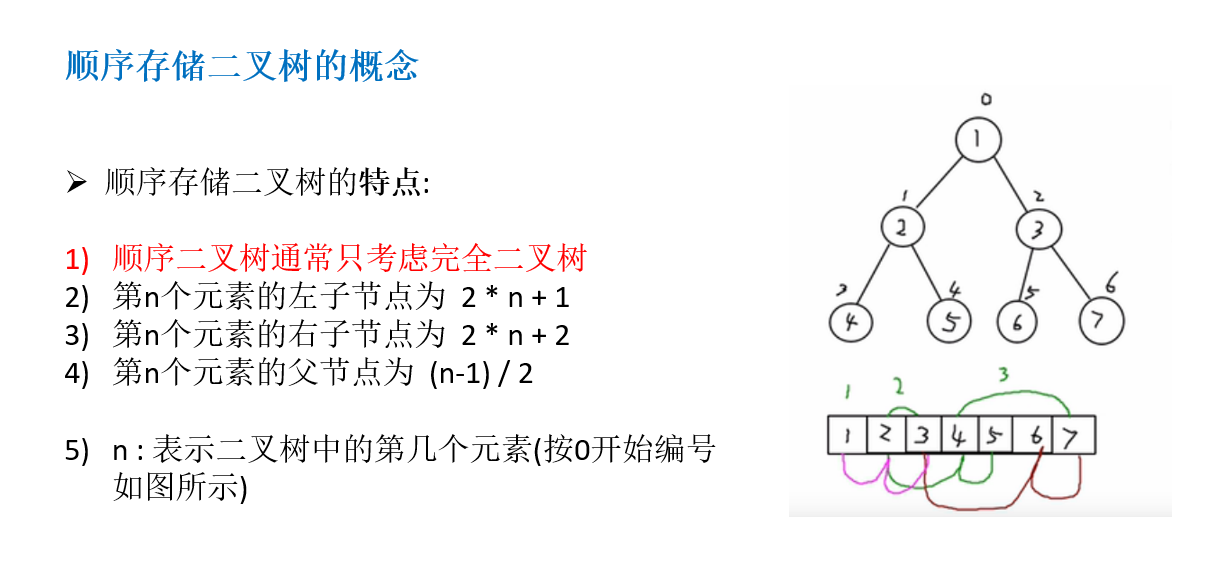 顺序存储二叉树的概念
➢ 顺序存储二叉树的特点:
1) 顺序二叉树通常只考虑完全二叉树
2) 第n个元素的左子节点为 2 * n + 1
3) 第n个元素的右子节点为 2 * n + 2
4) 第n个元素的父节点为 (n-1) / 2
5) n : 表示二叉树中的第几个元素(按0开始编号
如图所示)
0
1
1 2
2 3
3 4 5 6
4 5 6 7
1 2 3
1 2 3 4 5 6 7